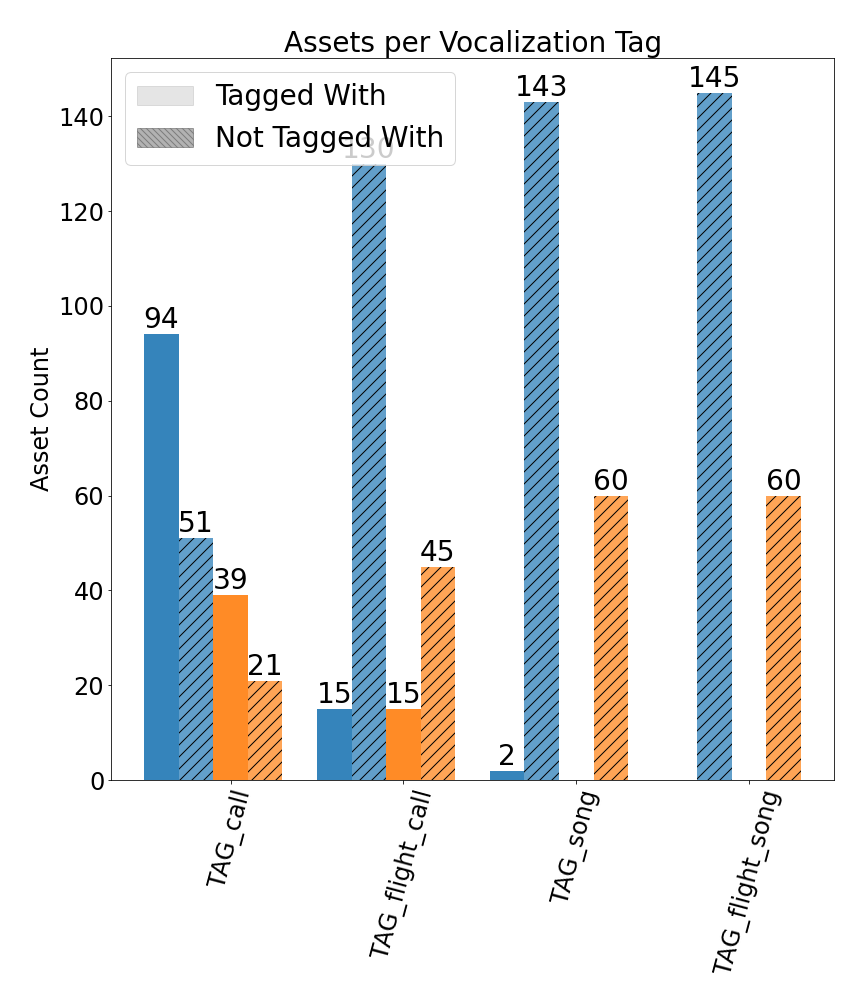 Assets per Vocalization Tag
Tagged With
Not Tagged With
Asset Count
140
120
100
80
60
40
20
0
94
51
39
21
15
130
15
45
2
143
60
145
60
TAG_call
TAG_flight_call
TAG_song
TAG_flight_song